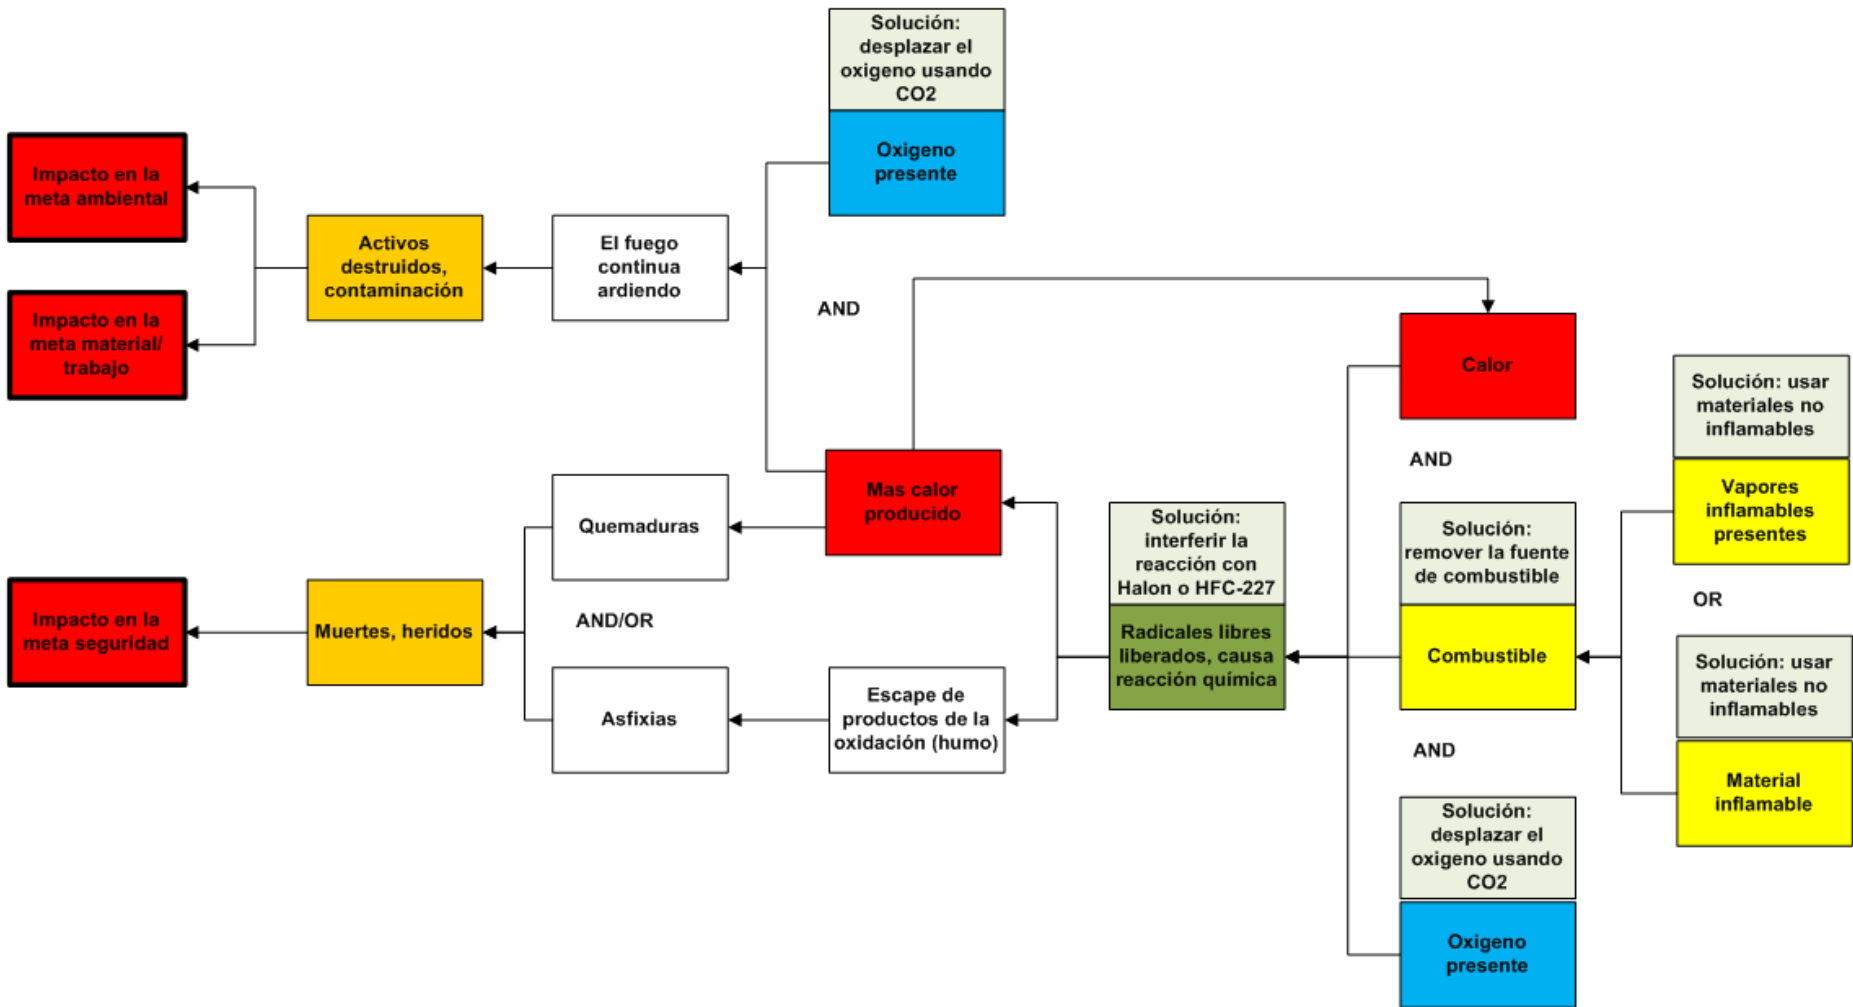 Solución:
desplazar el
oxigeno usando
CO2
Oxigeno
presente
Impacto en la
meta ambiental
Activos
destruidos,
contaminación
El fuego
continua
ardiendo
Impacto en la
meta material/
trabajo
AND
Calor
Solución: usar
materiales no
inflamables
Vapores
inflamables
presentes
AND
Mas calor
producido
Quemaduras
Solución:
interferir la
reacción con
Halon o HFC-227
Radicales libres
liberados, causa
reacción química
Solución:
remover la fuente
de combustible
Combustible
OR
Impacto en la
meta seguridad
Muertes, heridos
AND/OR
Asfixias
Escape de
productos de la
oxidación (humo)
Solución: usar
materiales no
inflamables
Material
inflamable
AND
Solución:
desplazar el
oxigeno usando
CO2
Oxigeno
presente